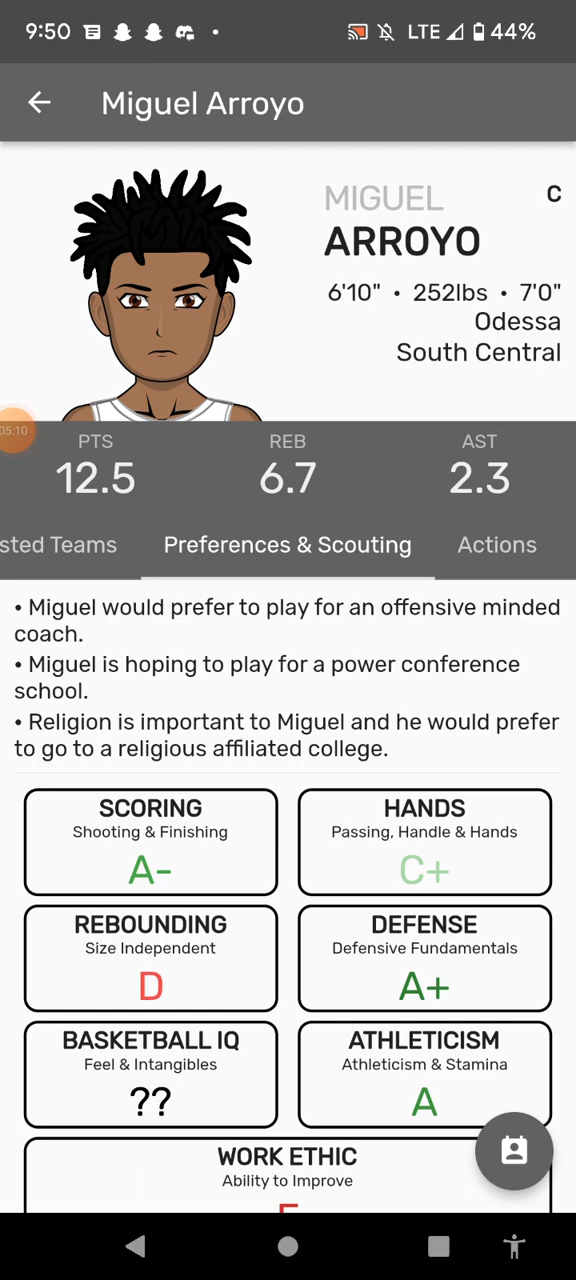 9:50 LTE 44%
Miguel Arroyo
MIGUEL C
ARROYO
6'10" • 252lbs • 7'0"
Odessa
South Central
05:10
PTS REB AST
12.5 6.7 2.3
sted Teams Preferences & Scouting Actions
• Miguel would prefer to play for an offensive minded
coach.
• Miguel is hoping to play for a power conference
school.
• Religion is important to Miguel and he would prefer
to go to a religious affiliated college.
SCORING HANDS
Shooting & Finishing Passing, Handle & Hands
A- C+
REBOUNDING DEFENSE
Size Independent Defensive Fundamentals
D A+
BASKETBALL IQ ATHLETICISM
Feel & Intangibles Athleticism & Stamina
?? A
WORK ETHIC
Ability to Improve